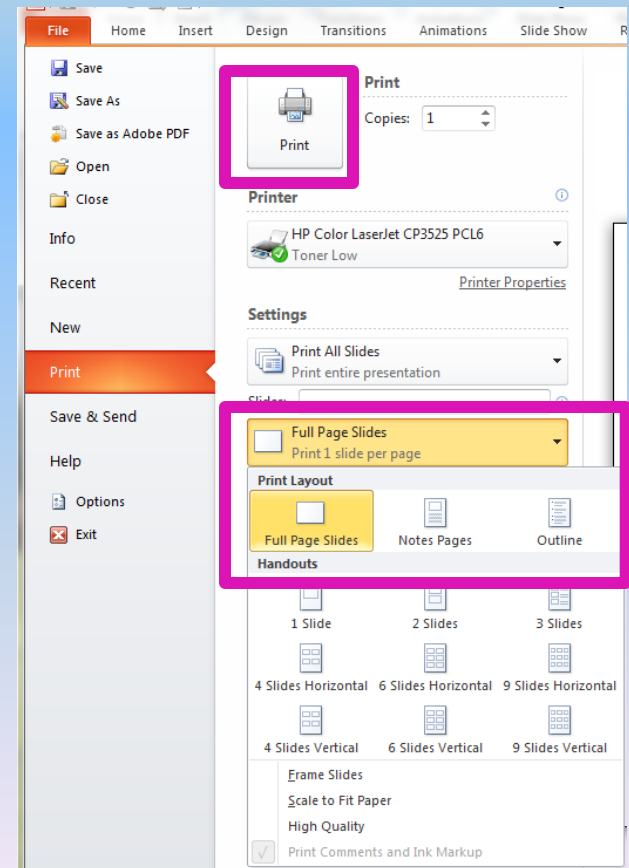 File Home Insert Design Transitions Animations Slide Show
Save
Save As
Save as Adobe PDF
Open
Close
Info
Recent
New
Print
Save & Send
Help
Options
Exit
Print
Print
Copies: 1
Printer
HP Color LaserJet CP3525 PCL6
Toner Low
Printer Properties
Settings
Print All Slides
Print entire presentation
Slides:
Full Page Slides
Print 1 slide per page
Print Layout
Full Page Slides Notes Pages Outline
Handouts
1 Slide 2 Slides 3 Slides
4 Slides Horizontal 6 Slides Horizontal 9 Slides Horizontal
4 Slides Vertical 6 Slides Vertical 9 Slides Vertical
Frame Slides
Scale to Fit Paper
High Quality
Print Comments and Ink Markup